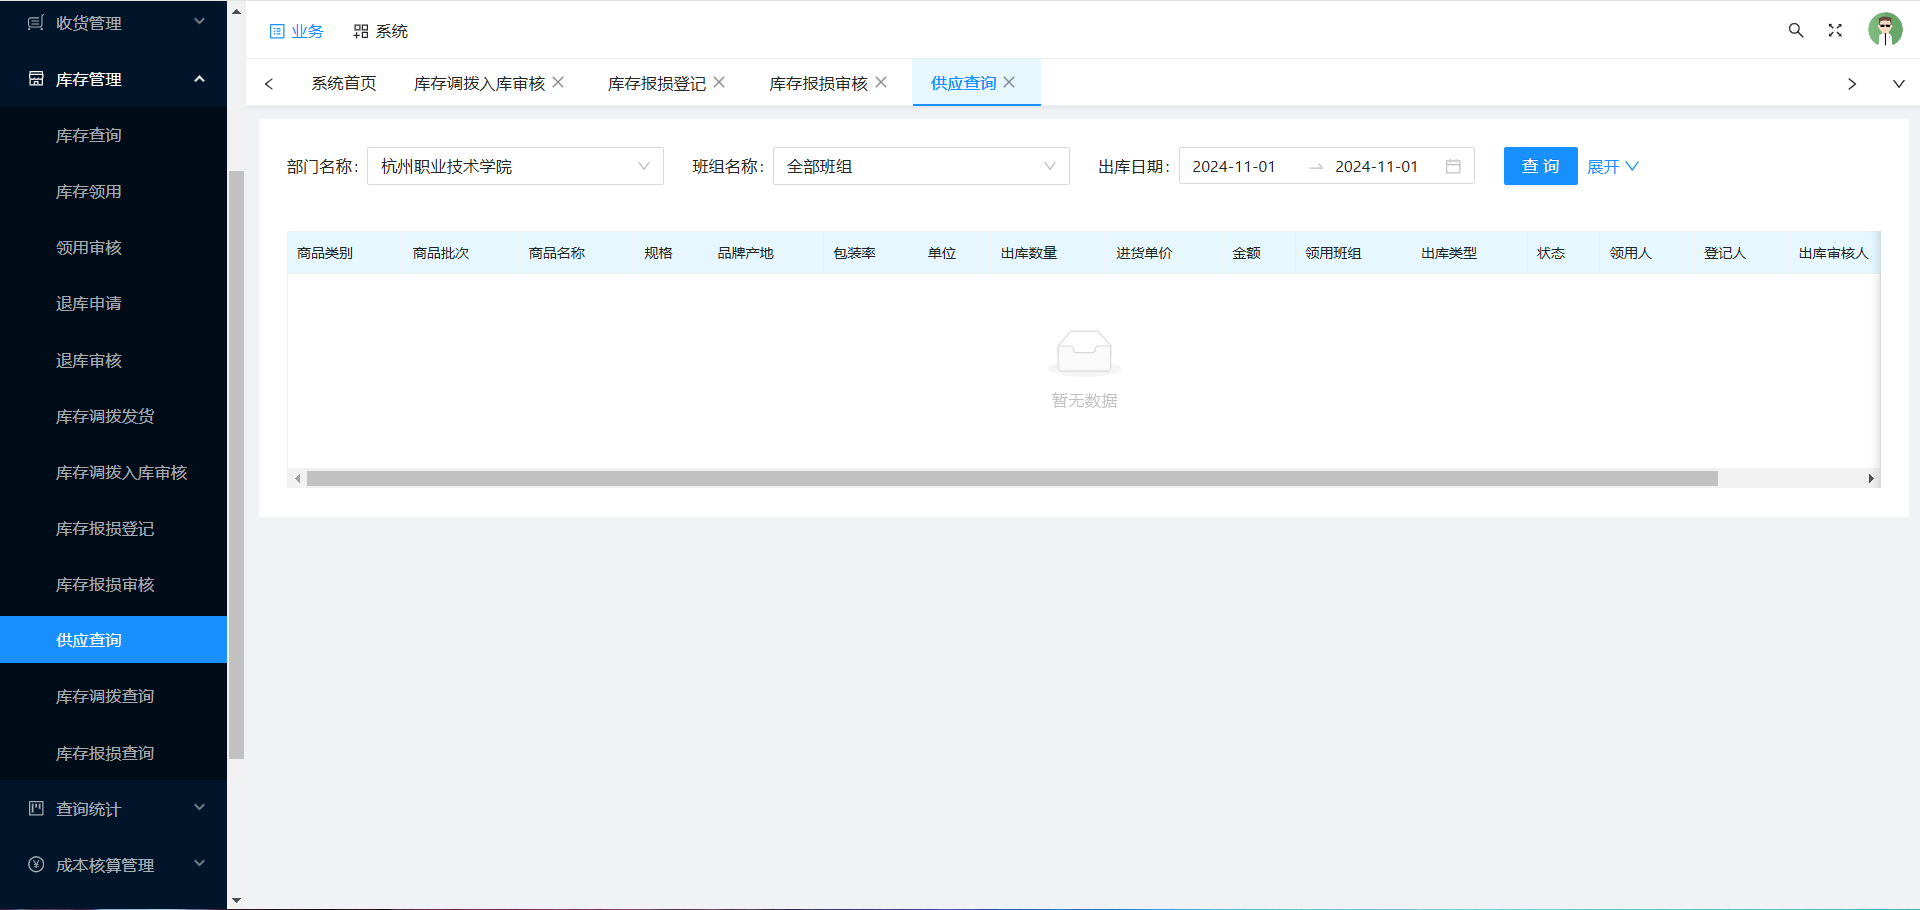 收货管理
库存管理
库存查询
库存领用
领用审核
退库申请
退库审核
库存调拨发货
库存调拨入库审核
库存报损登记
库存报损审核
供应查询
库存调拨查询
库存报损查询
查询统计
成本核算管理
业务 系统
系统首页 库存调拨入库审核 库存报损登记 库存报损审核 供应查询
部门名称: 杭州职业技术学院 班组名称: 全部班组 出库日期: 2024-11-01 → 2024-11-01 查 询 展开
商品类别 商品批次 商品名称 规格 品牌产地 包装率 单位 出库数量 进货单价 金额 领用班组 出库类型 状态 领用人 登记人 出库审核人
暂无数据